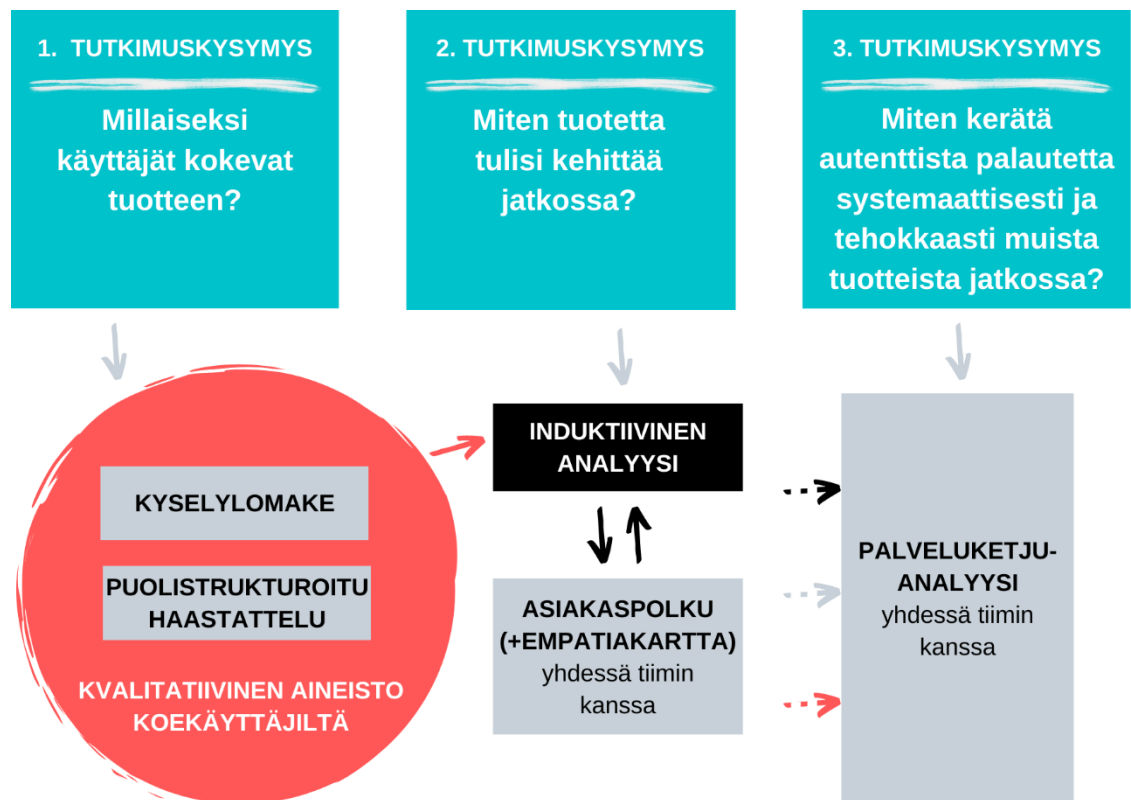 1. TUTKIMUSKYSYMYS
Millaiseksi
käyttäjät kokevat
tuotteen?
2. TUTKIMUSKYSYMYS
Miten tuotetta
tulisi kehittää
jatkossa?
3. TUTKIMUSKYSYMYS
Miten kerätä
autenttista palautetta
systemaattisesti ja
tehokkaasti muista
tuotteista jatkossa?
KYSELYLOMAKE
PUOLISTRUKTUROITU
HAASTATTELU
KVALITATIIVINEN AINEISTO
KOEKÄYTTÄJILTÄ
INDUKTIIVINEN
ANALYYSI
ASIAKASPOLKU
(+EMPATIAKARTTA)
yhdessä tiimin
kanssa
PALVELUKETJU-
ANALYYSI
yhdessä tiimin
kanssa